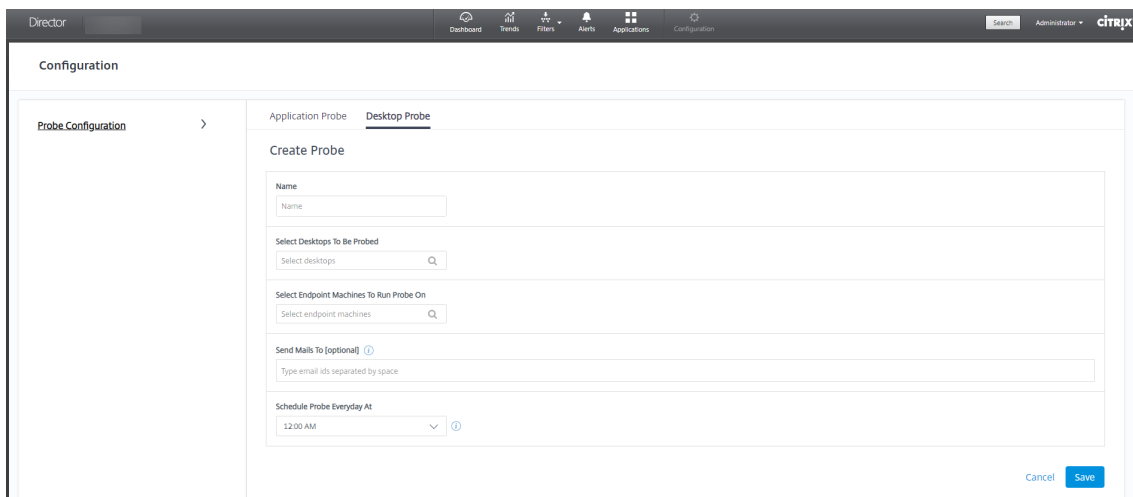 Director
Dashboard
Trends
Filters
Alerts
Applications
Configuration
Search
Administrator
CİTRIX
Configuration
Probe Configuration
Application Probe Desktop Probe
Create Probe
Name
Name
Select Desktops To Be Probed
Select desktops
Select Endpoint Machines To Run Probe On
Select endpoint machines
Send Mails To [optional]
Type email ids separated by space
Schedule Probe Everyday At
12:00 AM
Cancel Save